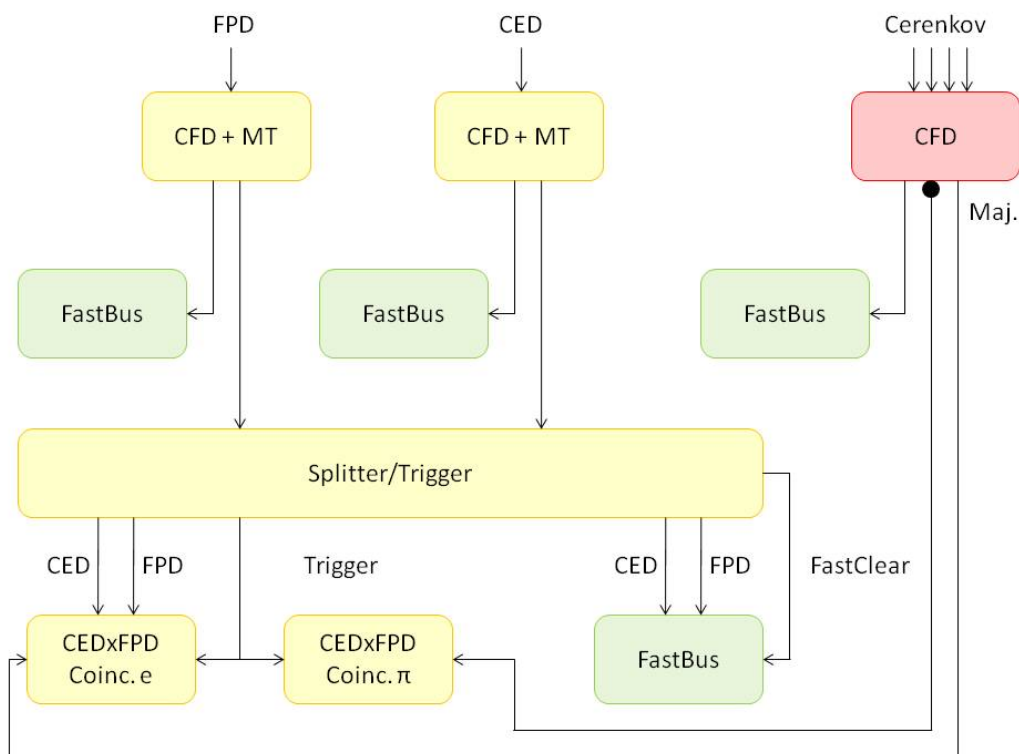 FPD
CED
Cerenkov
CFD + MT
CFD + MT
CFD
Maj.
FastBus
FastBus
FastBus
Splitter/Trigger
CED
FPD
Trigger
CED
FPD
FastClear
CEDxFPD
Coinc. e
CEDxFPD
Coinc. π
FastBus